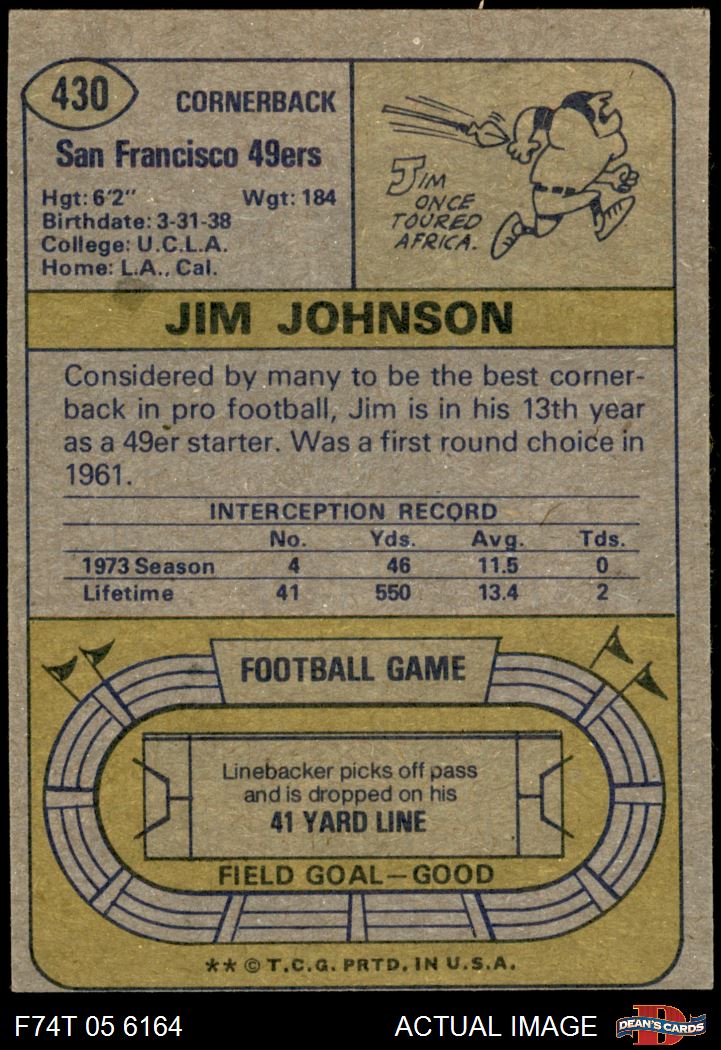 430
CORNERBACK
San Francisco 49ers
Hgt: 6'2" Wgt: 184
Birthdate: 3-31-38
College: U.C.L.A.
Home: L.A., Cal.
JIM
ONCE
TOURED
AFRICA.
JIM JOHNSON
Considered by many to be the best corner-
back in pro football, Jim is in his 13th year
as a 49er starter. Was a first round choice in
1961.
INTERCEPTION RECORD
No. Yds. Avg. Tds.
1973 Season 4 46 11.5 0
Lifetime 41 550 13.4 2
FOOTBALL GAME
Linebacker picks off pass
and is dropped on his
41 YARD LINE
FIELD GOAL—GOOD
** © T.C.G. PRTD. IN U.S.A.
F74T 05 6164 ACTUAL IMAGE
D
DEAN'S CARDS